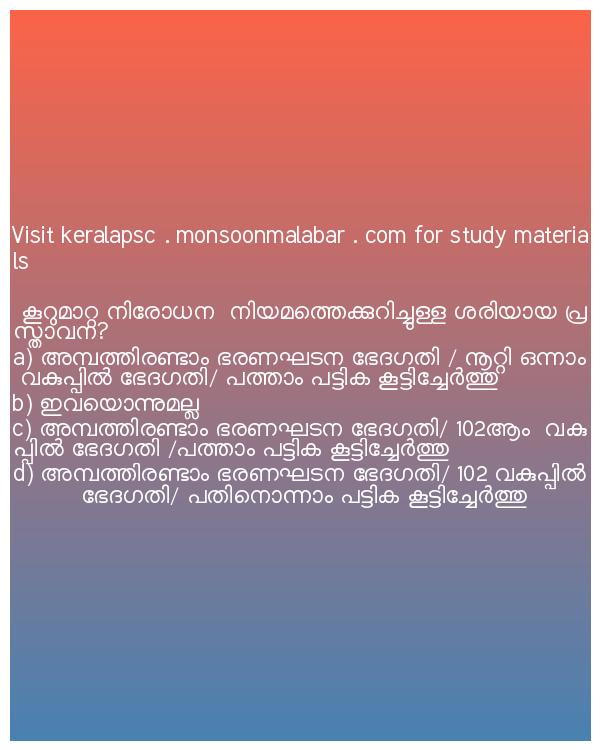 Visit keralapsc . monsoonmalabar . com for study materia
ls
കൂറുമാറ്റ നിരോധന നിയമത്തെക്കുറിച്ചുള്ള ശരിയായ പ്ര
സ്താവന?
a) അമ്പത്തിരണ്ടാം ഭരണഘടന ഭേദഗതി / നൂറ്റി ഒന്നാം
വകുപ്പിൽ ഭേദഗതി/ പത്താം പട്ടിക കൂട്ടിച്ചേർത്തു
b) ഇവയൊന്നുമല്ല
c) അമ്പത്തിരണ്ടാം ഭരണഘടന ഭേദഗതി/ 102ആം വകു
പ്പിൽ ഭേദഗതി /പത്താം പട്ടിക കൂട്ടിച്ചേർത്തു
d) അമ്പത്തിരണ്ടാം ഭരണഘടന ഭേദഗതി/ 102 വകുപ്പിൽ
ഭേദഗതി/ പതിനൊന്നാം പട്ടിക കൂട്ടിച്ചേർത്തു